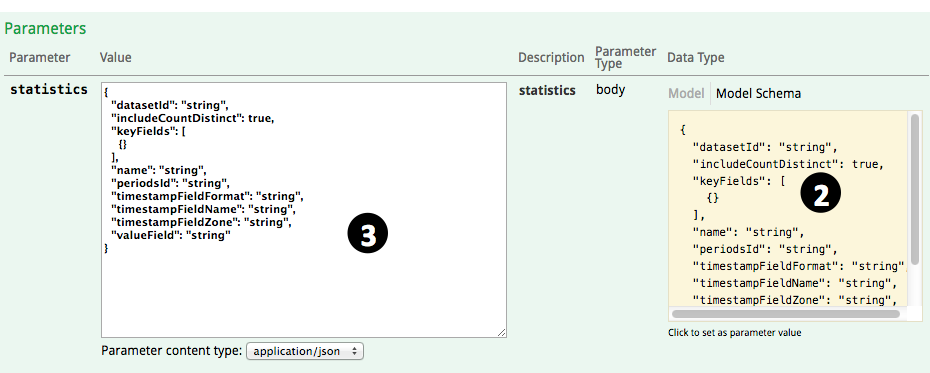 Parameters
Parameter Value Description Parameter Type Data Type
statistics
{
"datasetId": "string",
"includeCountDistinct": true,
"keyFields": [
{}
],
"name": "string",
"periodsId": "string",
"timestampFieldFormat": "string",
"timestampFieldName": "string",
"timestampFieldZone": "string",
"valueField": "string"
}
3
Parameter content type: application/json
statistics body
Model Model Schema
{
"datasetId": "string",
"includeCountDistinct": true,
"keyFields": [
{}
],
"name": "string",
"periodsId": "string",
"timestampFieldFormat": "string",
"timestampFieldName": "string",
"timestampFieldZone": "string",
2
Click to set as parameter value